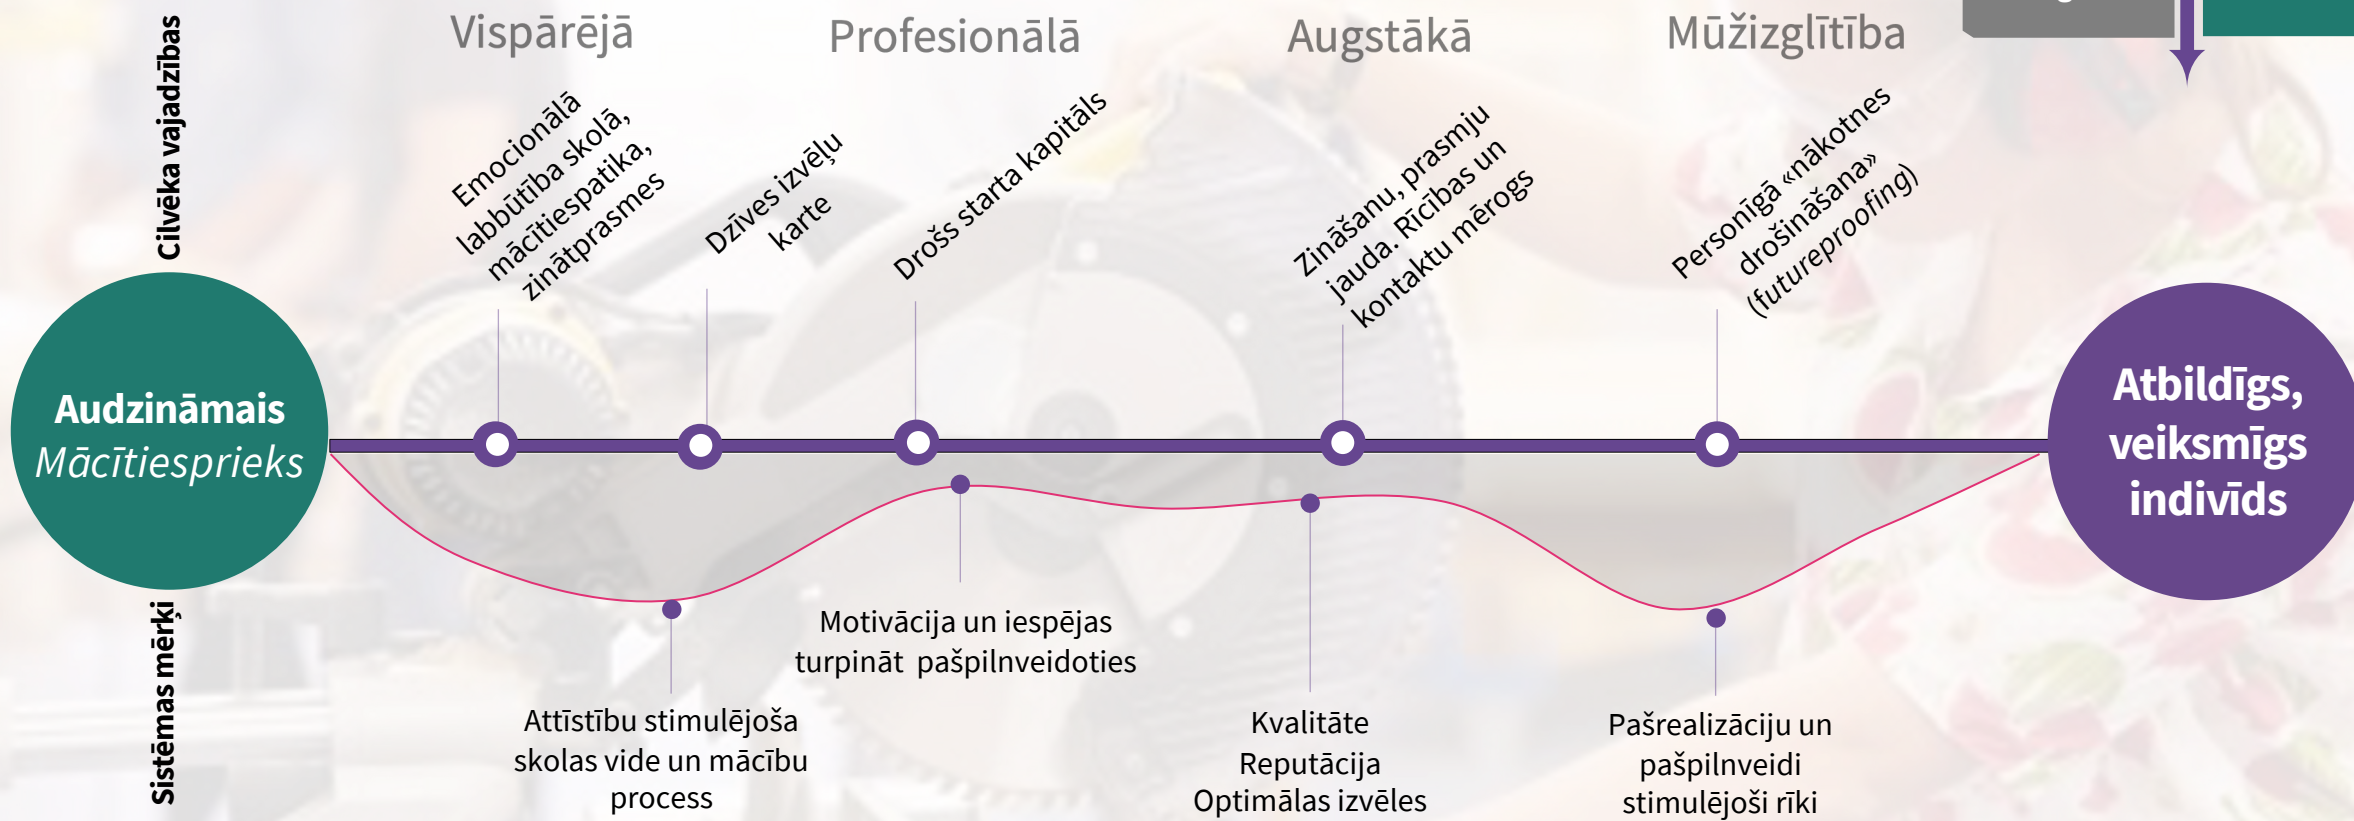 Vispārējā
Profesionālā
Augstākā
Mūžizglītība
Cilvēka vajadzības
Emocionālā
labbūtība skolā,
mācītiespatika,
zinātprasmes
Dzīves izvēļu
karte
Drošs starta kapitāls
Zināšanu, prasmju
jauda. Rīcības un
kontaktu mērogs
Personīgā «nākotnes
drošināšana»
(futureproofing)
Audzināmais
Mācītiesprieks
Atbildīgs,
veiksmīgs
indivīds
Sistēmas mērķi
Attīstību stimulējoša
skolas vide un mācību
process
Motivācija un iespējas
turpināt  pašpilnveidoties
Kvalitāte
Reputācija
Optimālas izvēles
Pašrealizāciju un
pašpilnveidi
stimulējoši rīki